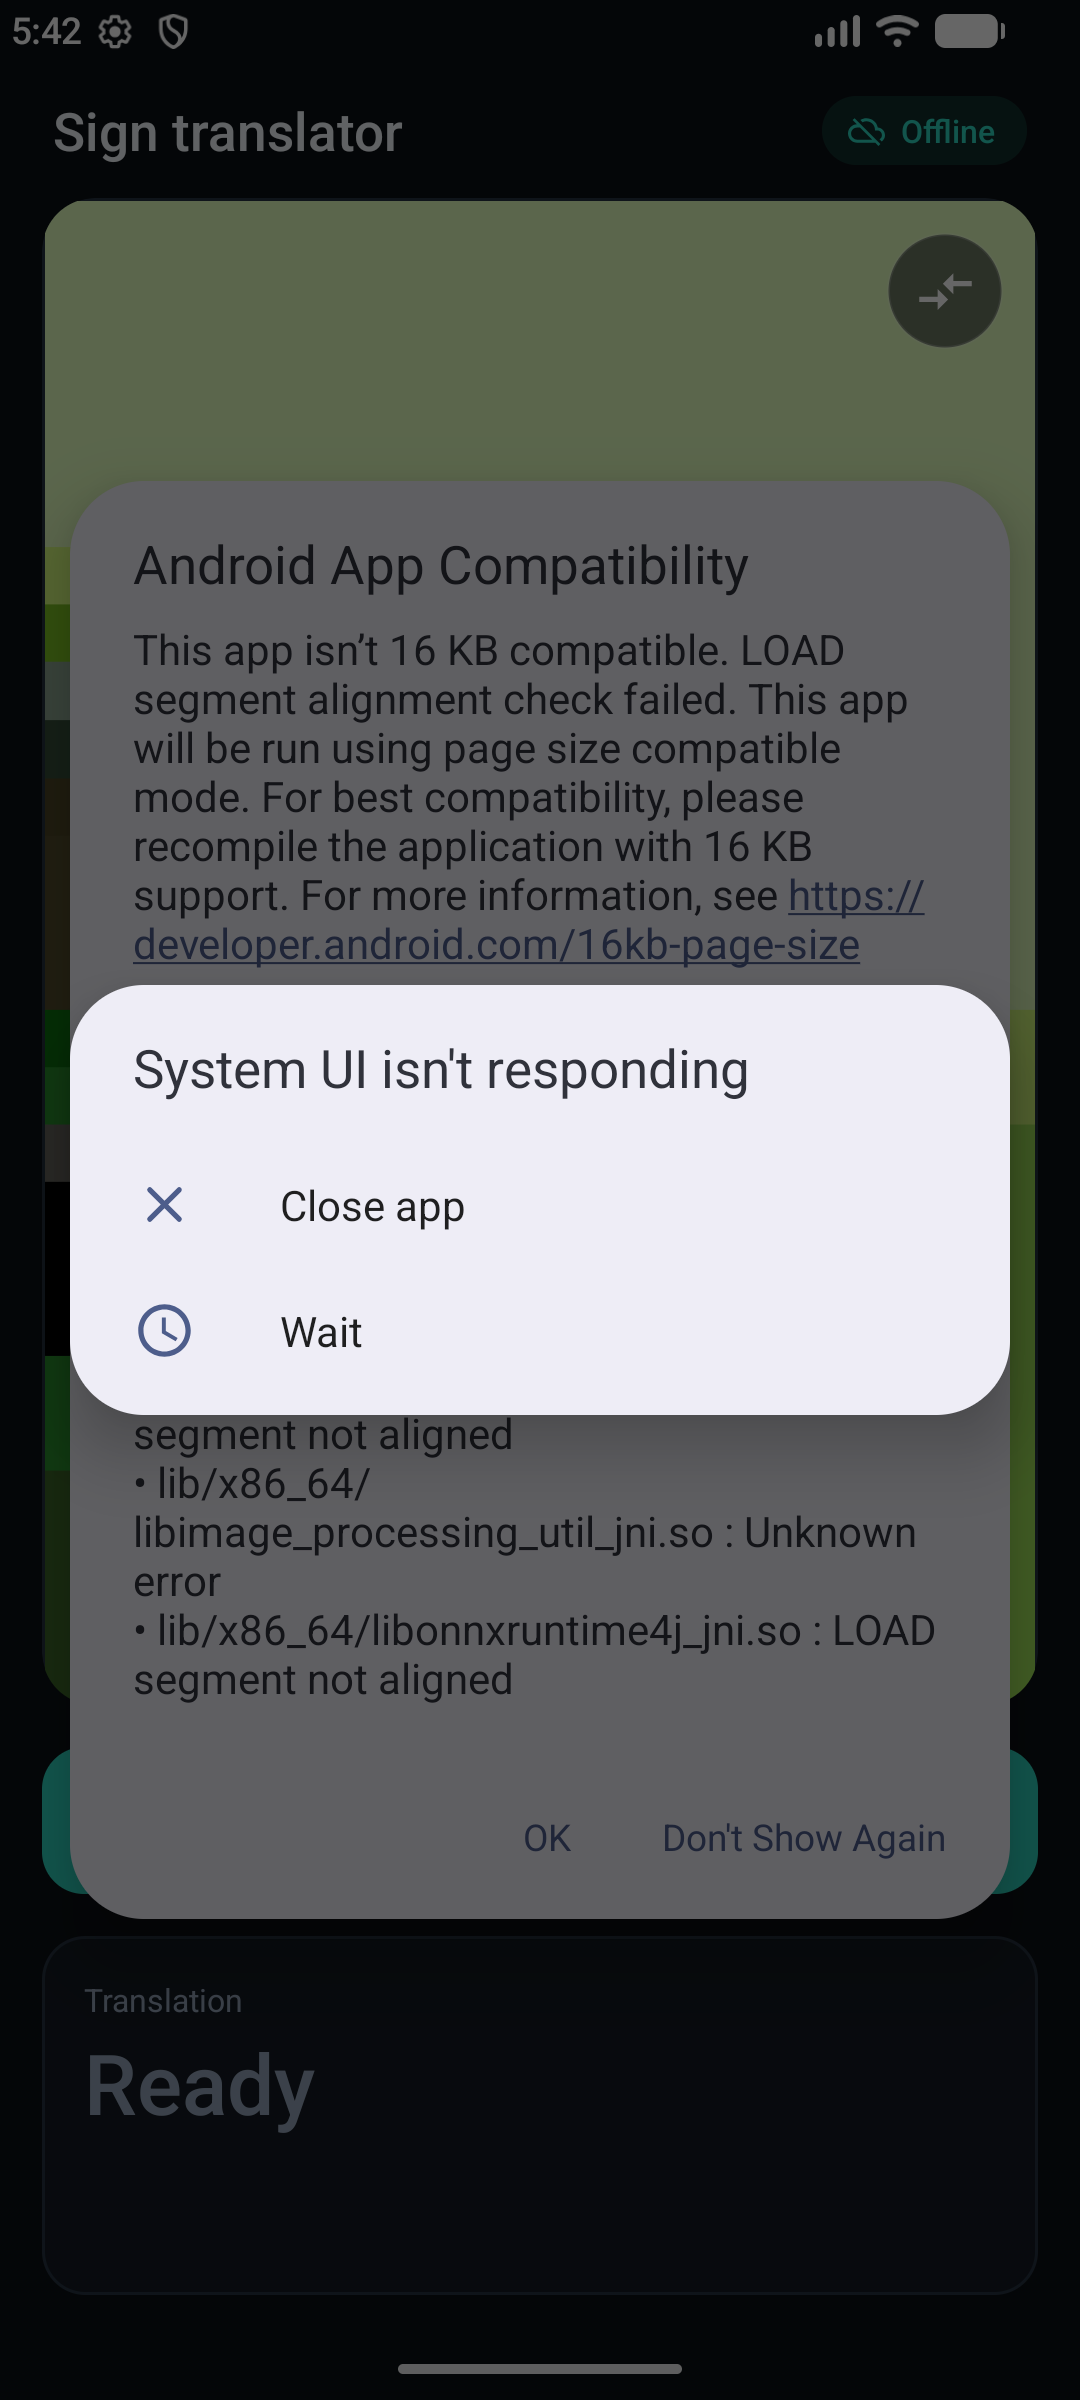 5:42
Sign translator
Offline
Android App Compatibility
This app isn’t 16 KB compatible. LOAD
segment alignment check failed. This app
will be run using page size compatible
mode. For best compatibility, please
recompile the application with 16 KB
support. For more information, see https://
developer.android.com/16kb-page-size
System UI isn't responding
Close app
Wait
segment not aligned
• lib/x86_64/
libimage_processing_util_jni.so : Unknown
error
• lib/x86_64/libonnxruntime4j_jni.so : LOAD
segment not aligned
OK
Don't Show Again
Translation
Ready